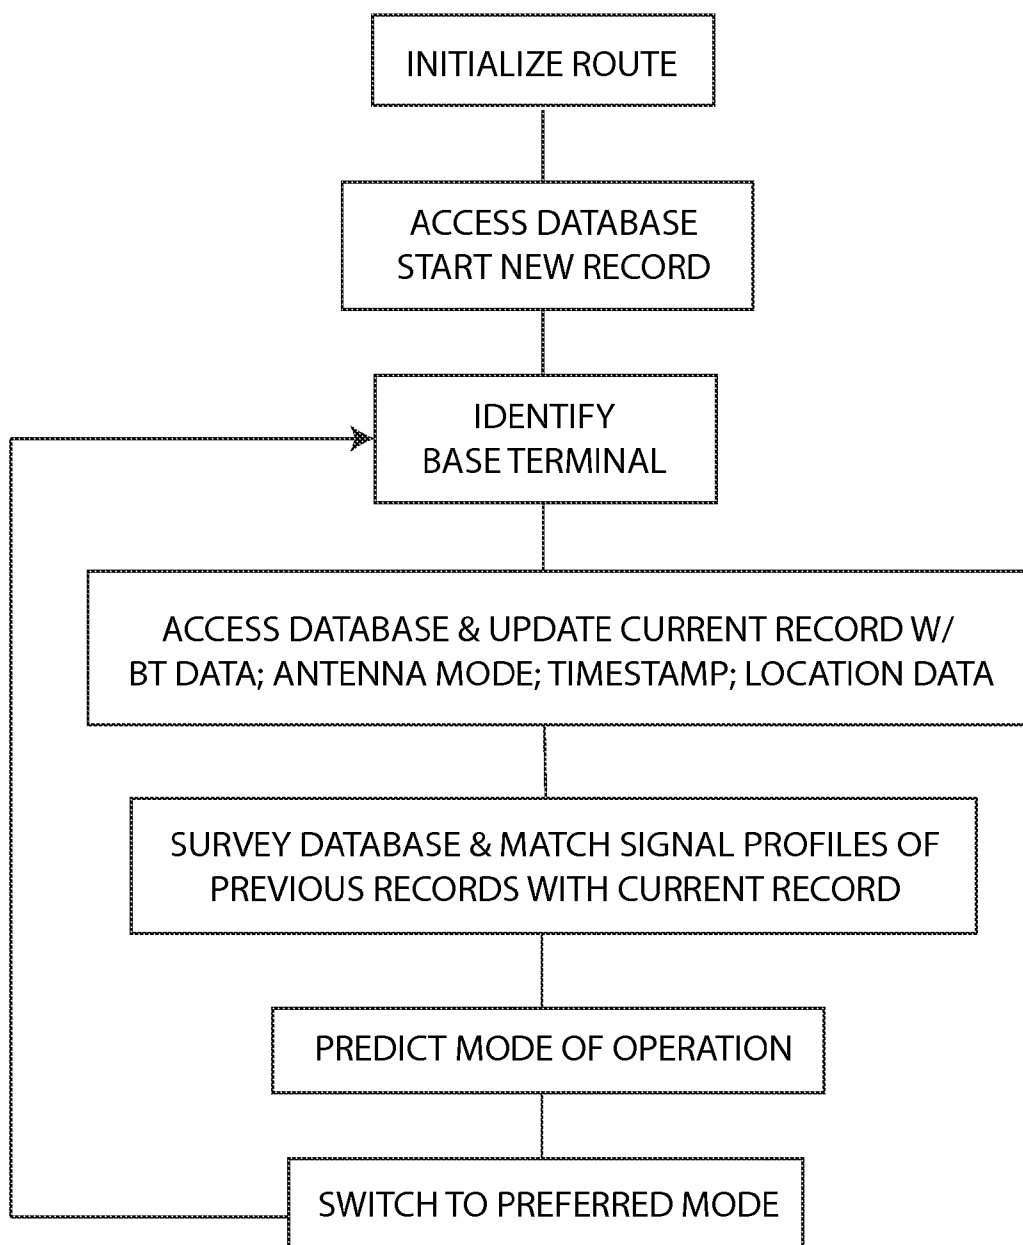 INITIALIZE ROUTE
ACCESS DATABASE
START NEW RECORD
IDENTIFY
BASE TERMINAL
ACCESS DATABASE & UPDATE CURRENT RECORD W/
BT DATA; ANTENNA MODE; TIMESTAMP; LOCATION DATA
SURVEY DATABASE & MATCH SIGNAL PROFILES OF
PREVIOUS RECORDS WITH CURRENT RECORD
PREDICT MODE OF OPERATION
SWITCH TO PREFERRED MODE